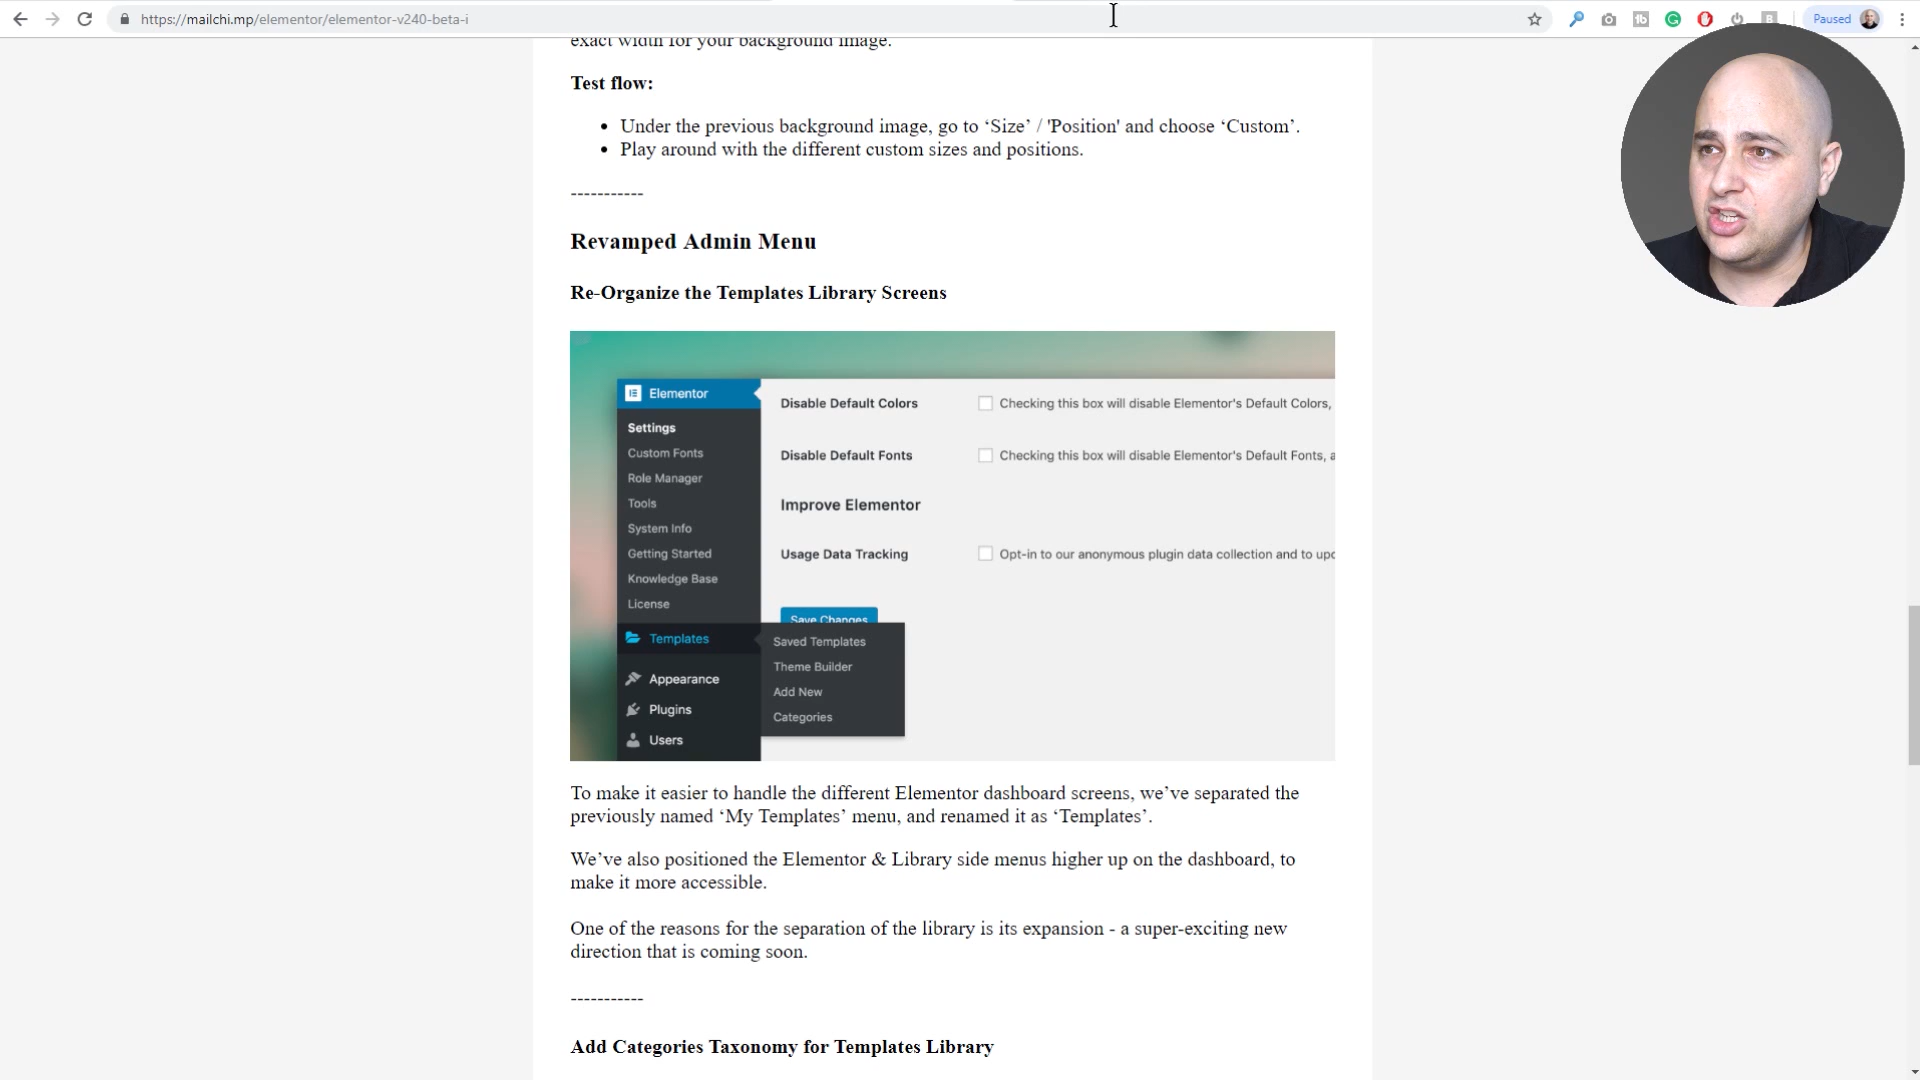 https://mailchi.mp/elementor/elementor-v240-beta-i
Paused
exact width for your background image.
Test flow:
• Under the previous background image, go to ‘Size’ / 'Position' and choose ‘Custom’.
• Play around with the different custom sizes and positions.
-----------
Revamped Admin Menu
Re-Organize the Templates Library Screens
Elementor
Settings
Custom Fonts
Role Manager
Tools
System Info
Getting Started
Knowledge Base
License
Templates
Appearance
Plugins
Users
Disable Default Colors
Checking this box will disable Elementor's Default Colors,
Disable Default Fonts
Checking this box will disable Elementor's Default Fonts, a
Improve Elementor
Usage Data Tracking
Opt-in to our anonymous plugin data collection and to upd
Save Changes
Saved Templates
Theme Builder
Add New
Categories
To make it easier to handle the different Elementor dashboard screens, we’ve separated the
previously named ‘My Templates’ menu, and renamed it as ‘Templates’.
We’ve also positioned the Elementor & Library side menus higher up on the dashboard, to
make it more accessible.
One of the reasons for the separation of the library is its expansion - a super-exciting new
direction that is coming soon.
-----------
Add Categories Taxonomy for Templates Library